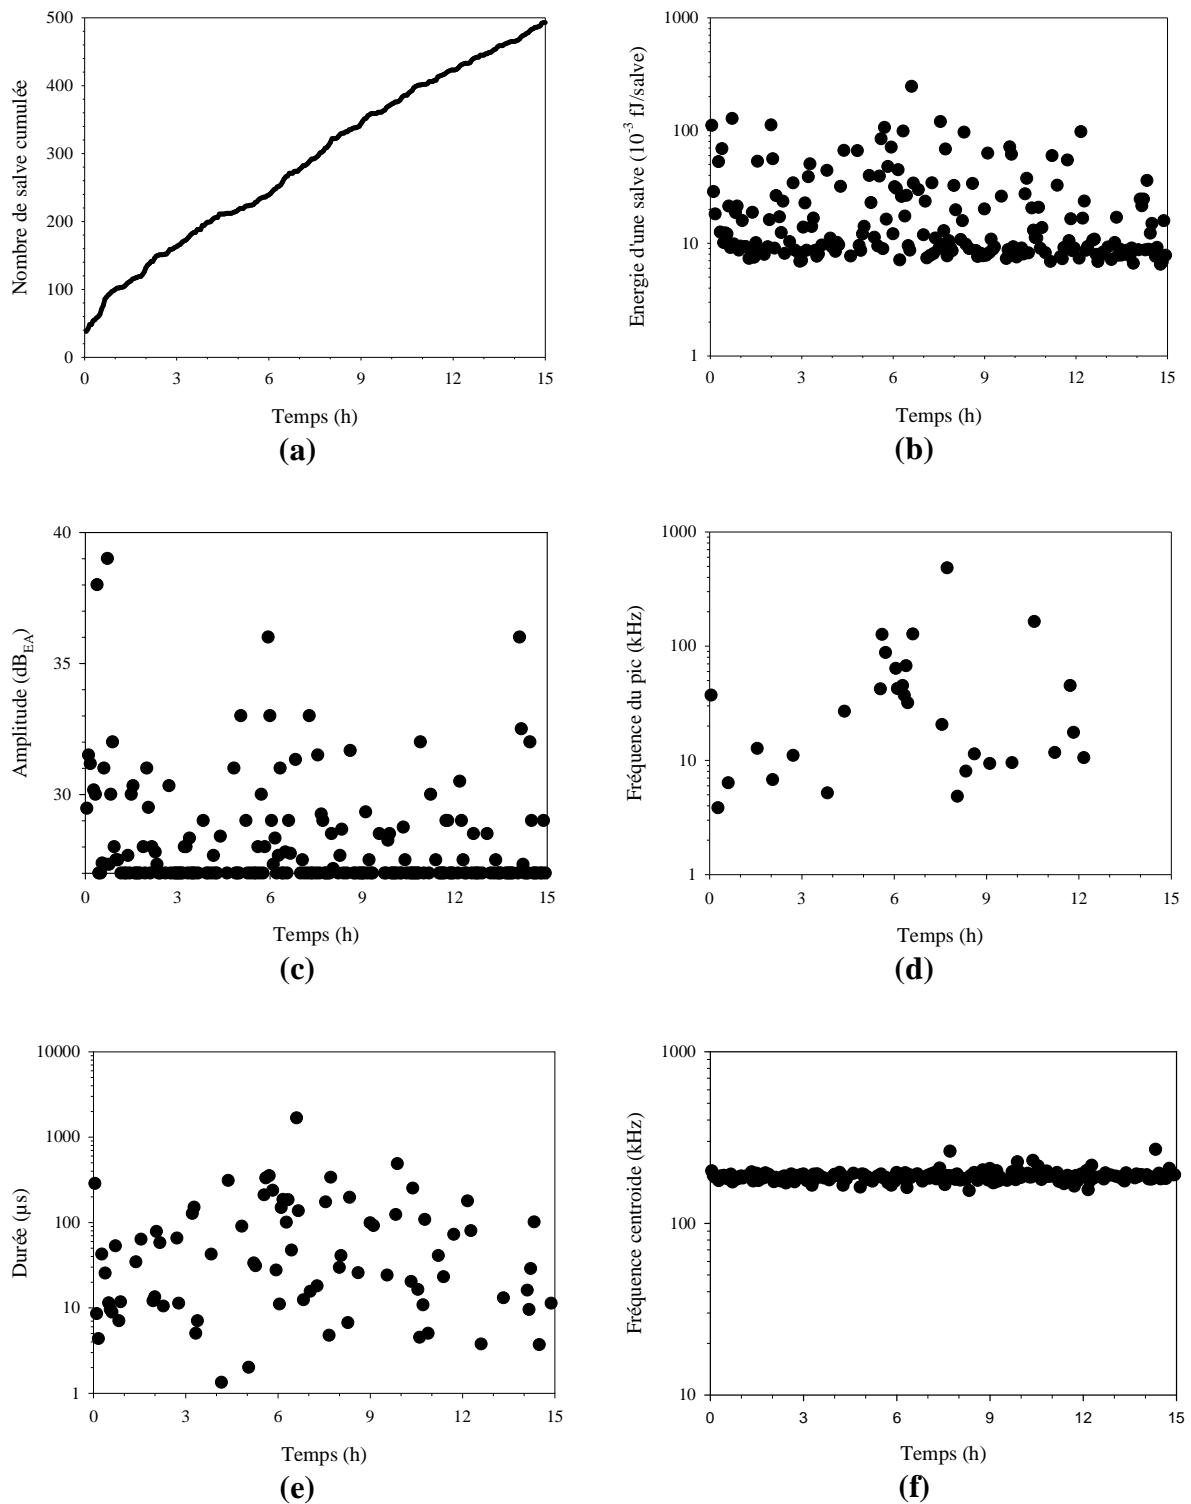 500
400
300
200
100
0
0 3 6 9 12 15
Nombre de salve cumulée
Temps (h)
(a)
1000
100
10
1
0 3 6 9 12 15
Energie d'une salve (10⁻³ fJ/salve)
Temps (h)
(b)
40
35
30
0 3 6 9 12 15
Amplitude (dB_EA)
Temps (h)
(c)
1000
100
10
1
0 3 6 9 12 15
Fréquence du pic (kHz)
Temps (h)
(d)
10000
1000
100
10
1
0 3 6 9 12 15
Durée (µs)
Temps (h)
(e)
1000
100
10
0 3 6 9 12 15
Fréquence centroide (kHz)
Temps (h)
(f)